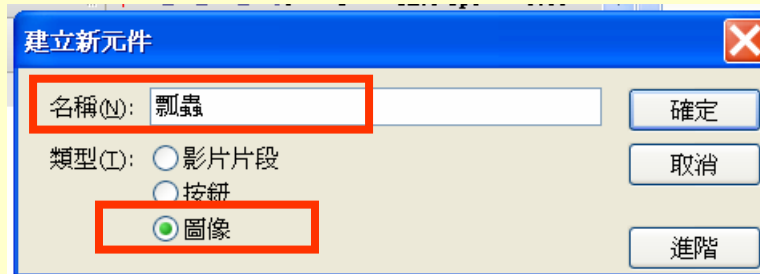 建立新元件
名稱(N): 瓢蟲
確定
類型(T): 影片片段
取消
按鈕
圖像
進階